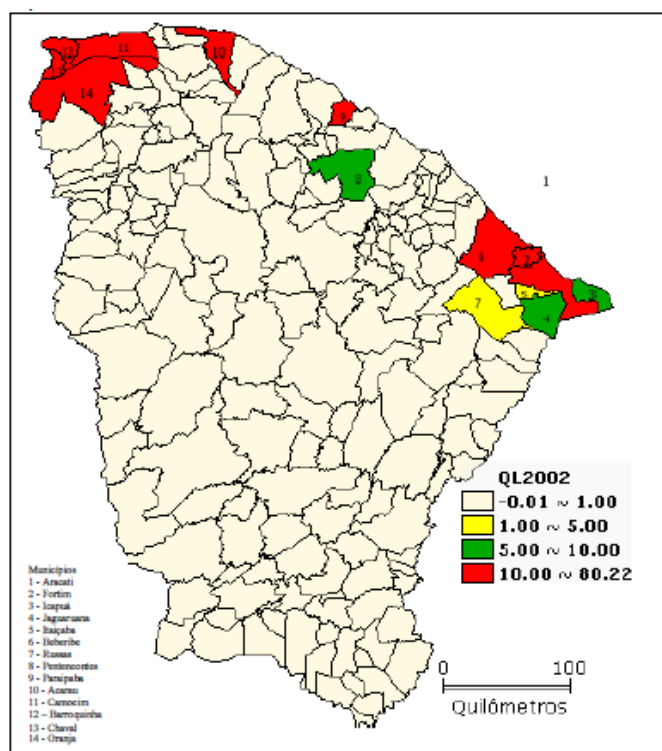 12
11
10
13
14
9
8
1
6
2
5
3
7
4
QL2002
-0.01 ~ 1.00
1.00 ~ 5.00
5.00 ~ 10.00
10.00 ~ 80.22
0 100
Quilômetros
Municípios
1 - Aracati
2 - Fortim
3 - Icapuí
4 - Jaguaruana
5 - Itaiçaba
6 - Beberibe
7 - Russas
8 - Pentencostes
9 - Paraipaba
10 - Acarau
11 - Camocim
12 – Barroquinha
13 - Chaval
14 - Granja